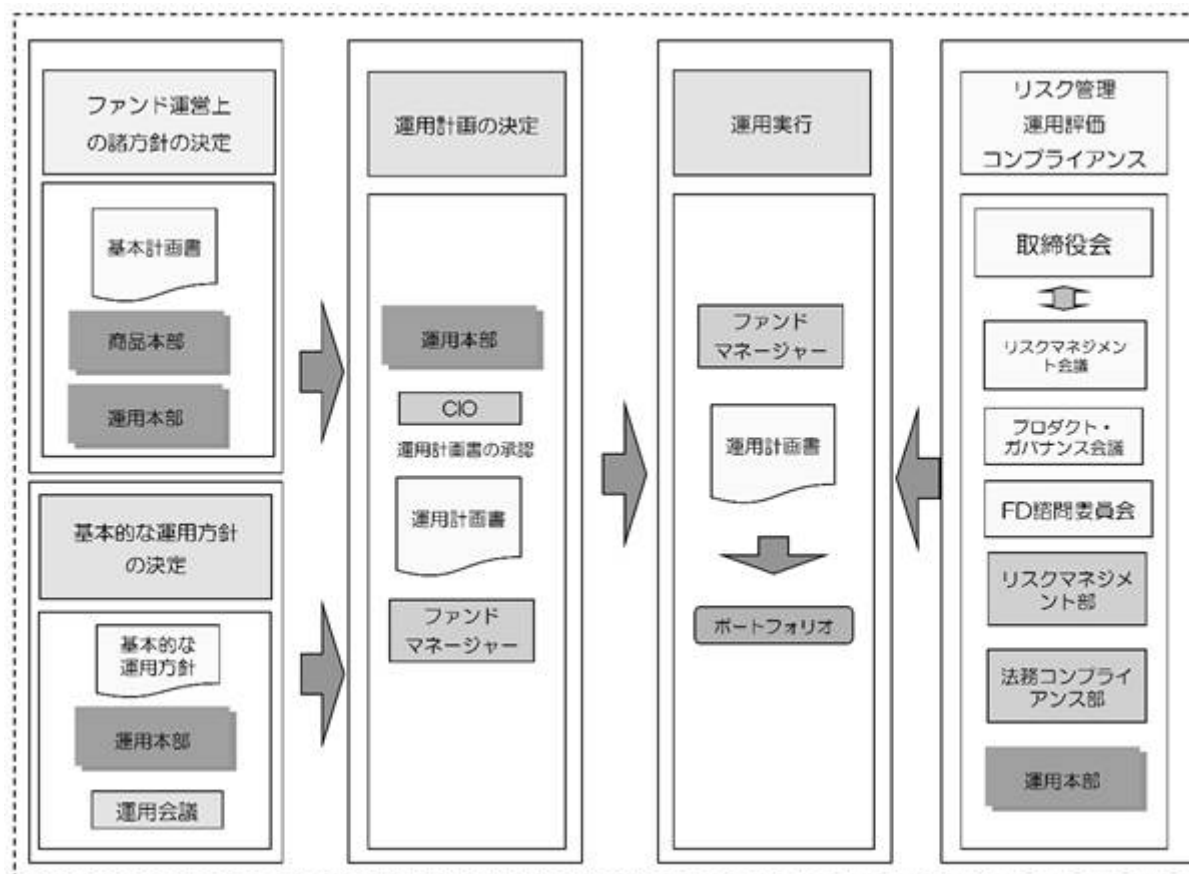 ファンド運営上
の諸方針の決定
基本計画書
商品本部
運用本部
基本的な運用方針
の決定
基本的な
運用方針
運用本部
運用会議
運用計画の決定
運用本部
CIO
運用計画書の承認
運用計画書
ファンド
マネージャー
運用実行
ファンド
マネージャー
運用計画書
ポートフォリオ
リスク管理
運用評価
コンプライアンス
取締役会
リスクマネジメン
ト会議
プロダクト・
ガバナンス会議
FD諮問委員会
リスクマネジメ
ント部
法務コンプライ
アンス部
運用本部